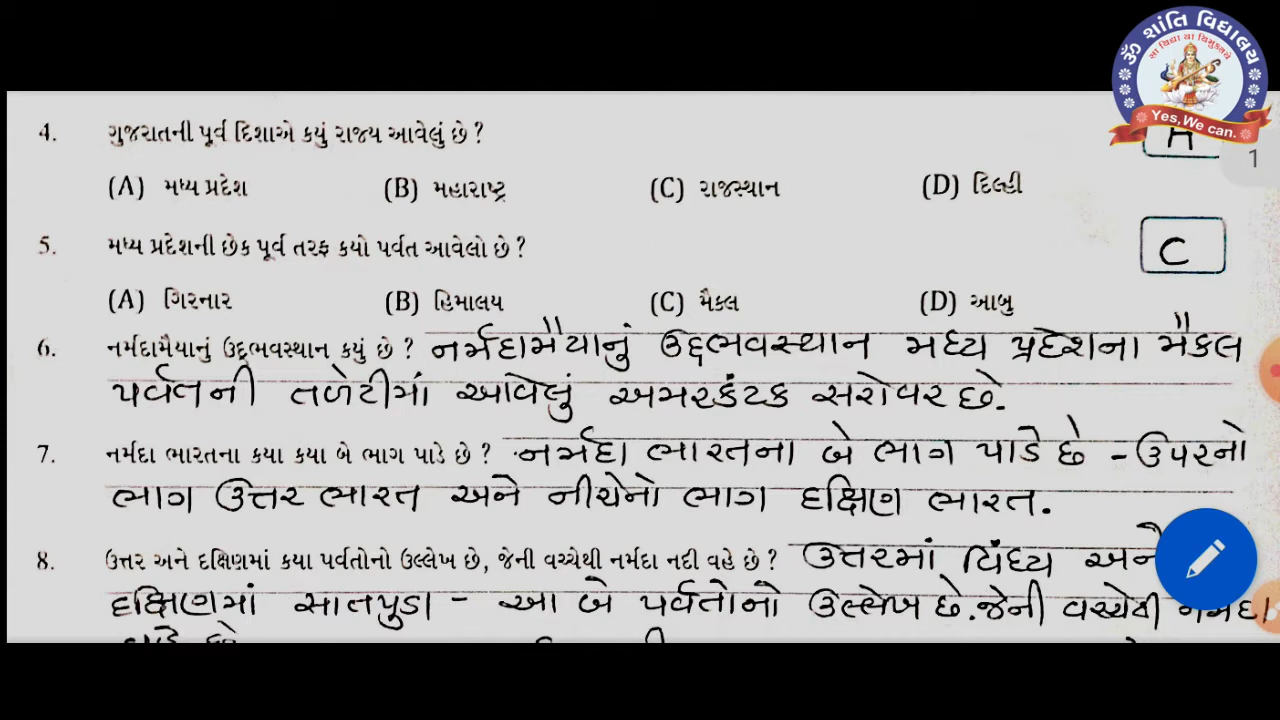 ૐ શાંતિ વિદ્યાલય
સા વિદ્યા યા વિમુક્તયે
Yes, We can.
1
4. ગુજરાતની પૂર્વ દિશાએ કયું રાજ્ય આવેલું છે ? A
(A) મધ્ય પ્રદેશ (B) મહારાષ્ટ્ર (C) રાજસ્થાન (D) દિલ્હી
5. મધ્ય પ્રદેશની છેક પૂર્વ તરફ કયો પર્વત આવેલો છે ? C
(A) ગિરનાર (B) હિમાલય (C) મૈકલ (D) આબુ
6. નર્મદામૈયાનું ઉદ્ભવસ્થાન કયું છે ? નર્મદામૈયાનું ઉદ્દભવસ્થાન મધ્ય પ્રદેશના મૈકલ
પર્વતની તળેટીમાં આવેલું અમરકંટક સરોવર છે.
7. નર્મદા ભારતના કયા કયા બે ભાગ પાડે છે ? નર્મદા ભારતના બે ભાગ પાડે છે - ઉપરનો
ભાગ ઉત્તર ભારત અને નીચેનો ભાગ દક્ષિણ ભારત.
8. ઉત્તર અને દક્ષિણમાં કયા પર્વતોનો ઉલ્લેખ છે, જેની વચ્ચેથી નર્મદા નદી વહે છે ? ઉત્તરમાં વિંધ્ય અને
દક્ષિણમાં સાતપુડા - આ બે પર્વતોનો ઉલ્લેખ છે. જેની વચ્ચેથી નર્મદા